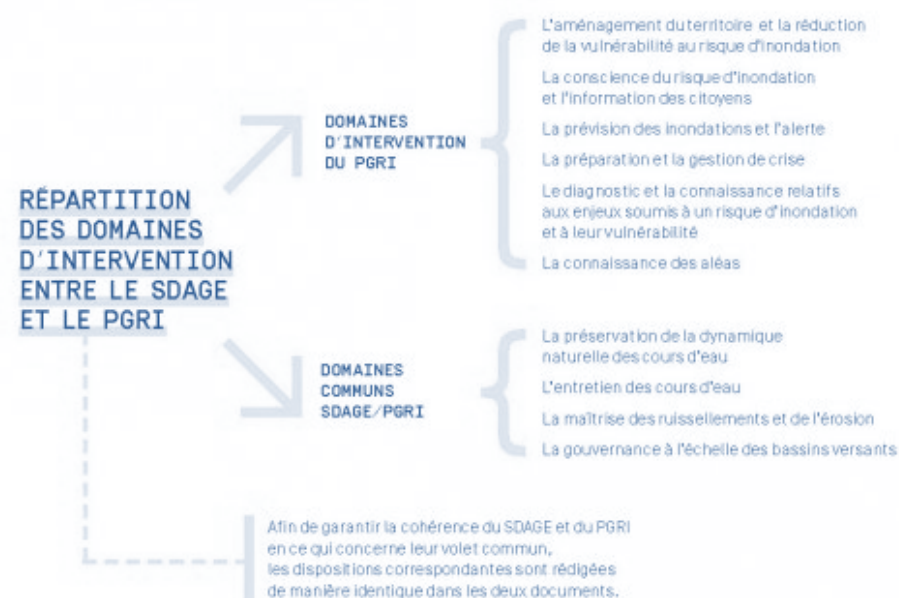 RÉPARTITION
DES DOMAINES
D'INTERVENTION
ENTRE LE SDAGE
ET LE PGRI
DOMAINES
D'INTERVENTION
DU PGRI
L'aménagement du territoire et la réduction
de la vulnérabilité au risque d'inondation
La conscience du risque d'inondation
et l'information des citoyens
La prévision des inondations et l'alerte
La préparation et la gestion de crise
Le diagnostic et la connaissance relatifs
aux enjeux soumis à un risque d'inondation
et à leur vulnérabilité
La connaissance des aléas
DOMAINES
COMMUNS
SDAGE/PGRI
La préservation de la dynamique
naturelle des cours d'eau
L'entretien des cours d'eau
La maîtrise des ruissellements et de l'érosion
La gouvernance à l'échelle des bassins versants
Afin de garantir la cohérence du SDAGE et du PGRI
en ce qui concerne leur volet commun,
les dispositions correspondantes sont rédigées
de manière identique dans les deux documents.